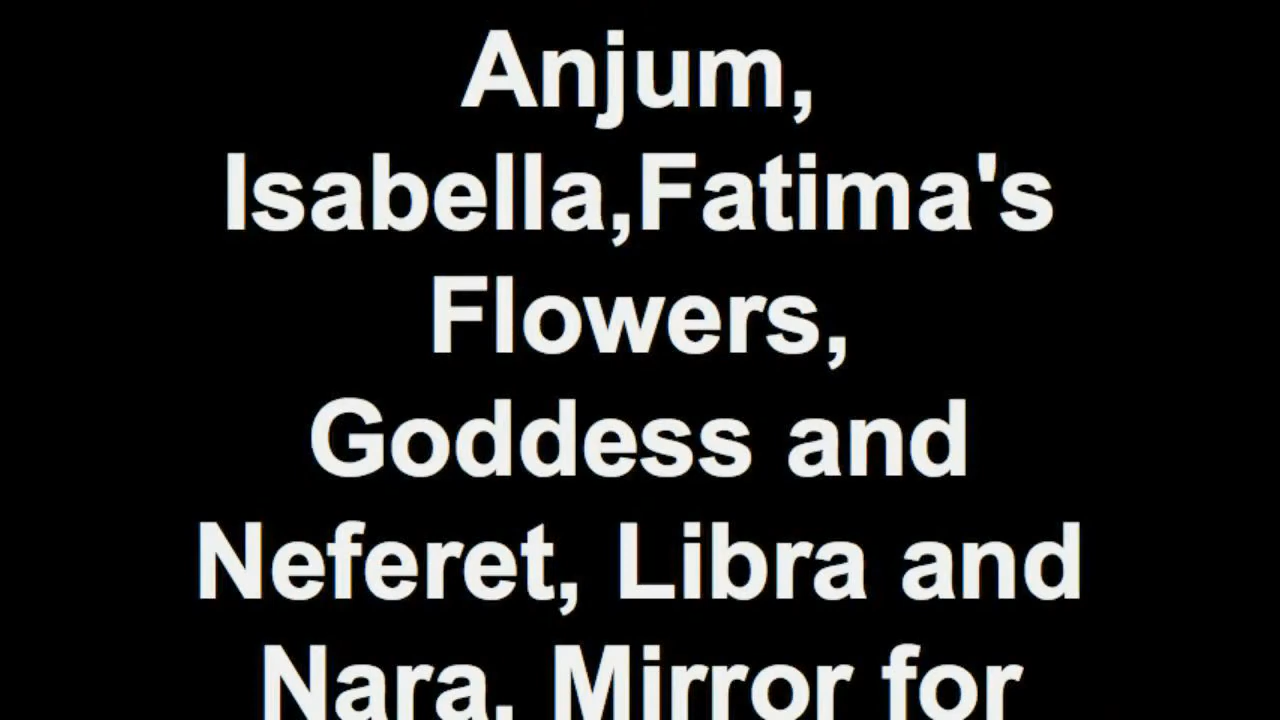 Anjum,
Isabella,Fatima's
Flowers,
Goddess and
Neferet, Libra and
Nara, Mirror for